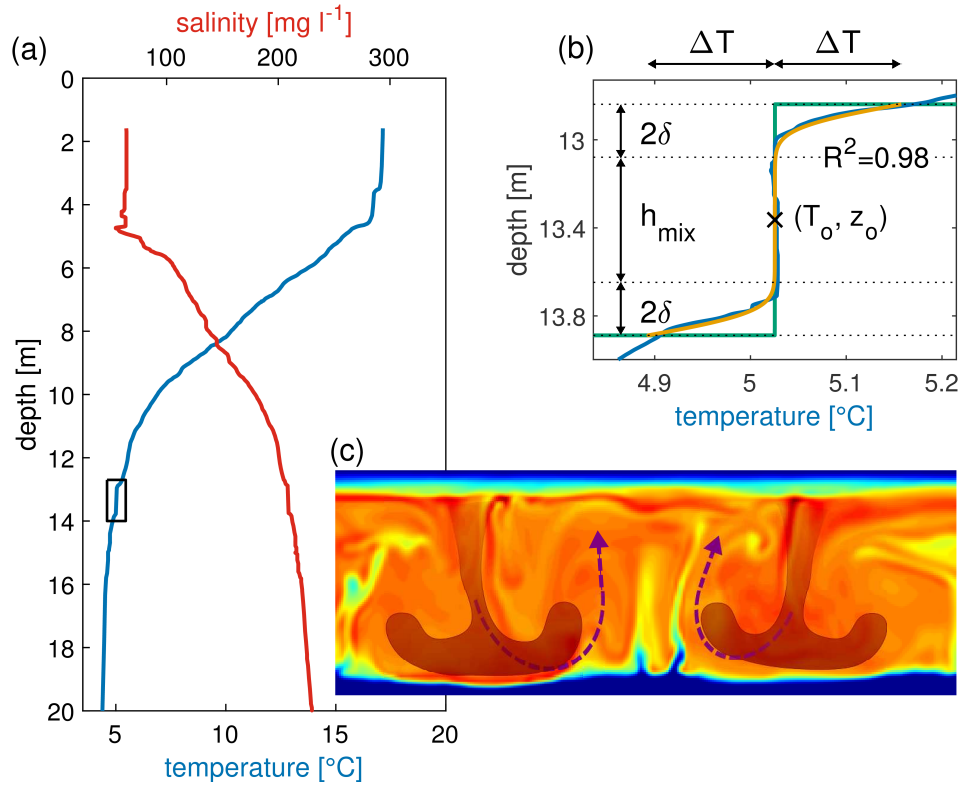 (a)
salinity [mg l⁻¹]
100 200 300
0
2
4
6
8
10
12
14
16
18
20
depth [m]
5 10 15 20
temperature [°C]
(b)
ΔT ΔT
13
13.4
13.8
depth [m]
2δ
h_mix
2δ
R²=0.98
(T_o, z_o)
4.9 5 5.1 5.2
temperature [°C]
(c)